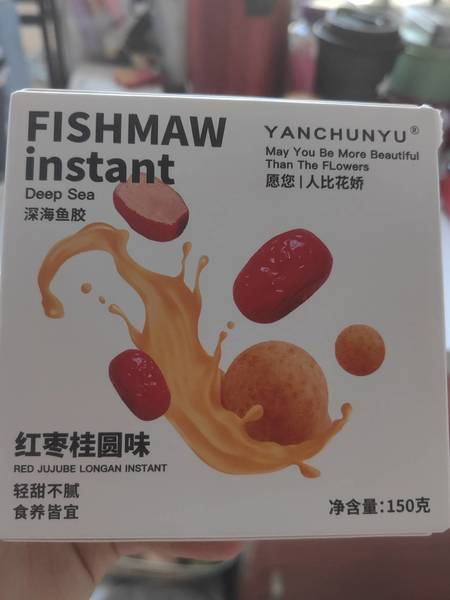 FISHMAW
instant
Deep Sea
深海鱼胶
YANCHUNYU®
May You Be More Beautiful
Than The FLowers
愿您|人比花娇
红枣桂圆味
RED JUJUBE LONGAN INSTANT
轻甜不腻
食养皆宜
净含量:150克